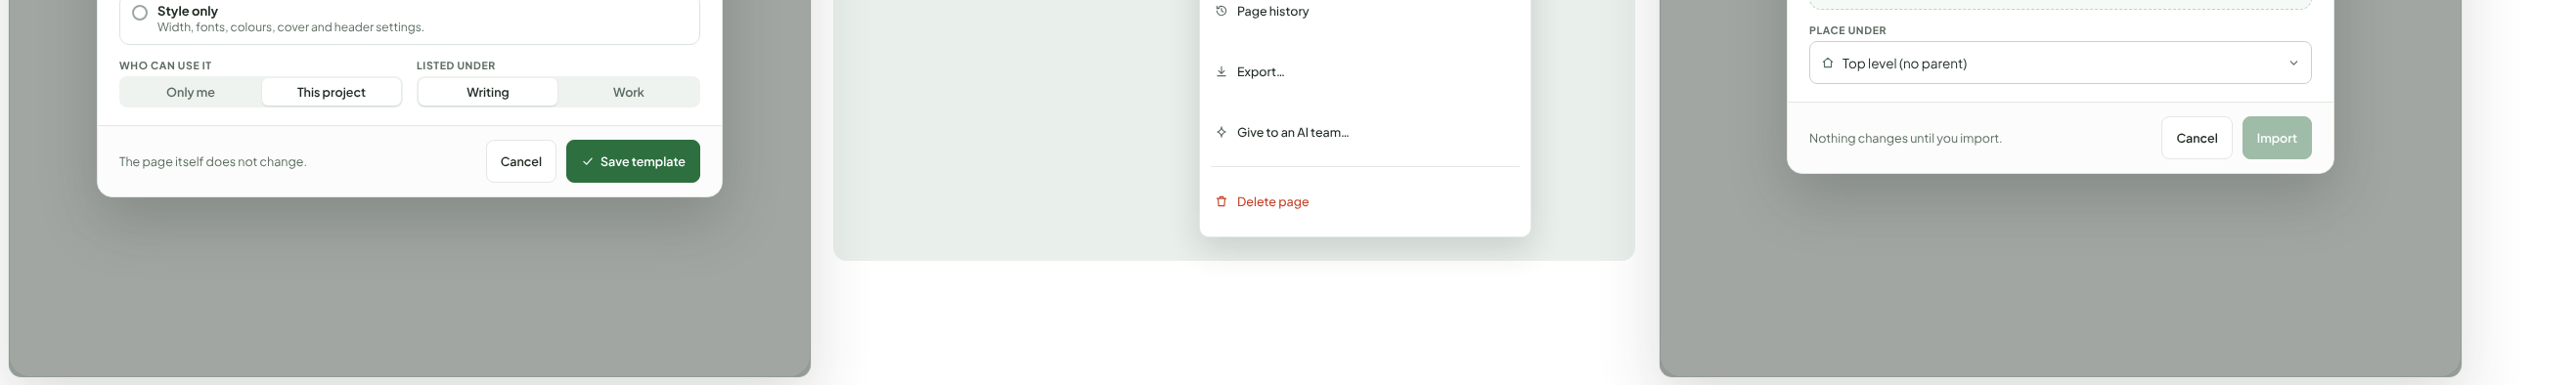 Style only
Width, fonts, colours, cover and header settings.
WHO CAN USE IT
LISTED UNDER
Only me
This project
Writing
Work
The page itself does not change.
Cancel
Save template
Page history
Export…
Give to an AI team…
Delete page
PLACE UNDER
Top level (no parent)
Nothing changes until you import.
Cancel
Import